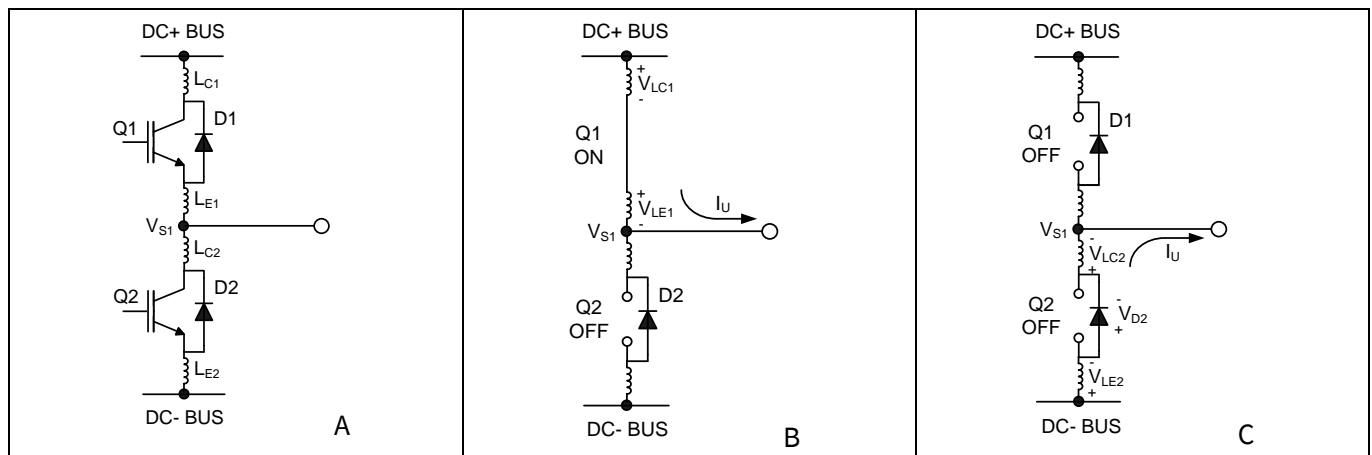 DC+ BUS
LC1
Q1
D1
LE1
VS1
LC2
Q2
D2
LE2
DC- BUS
A
DC+ BUS
+
VLC1
-
Q1
ON
+
VLE1
-
IU
VS1
Q2
OFF
D2
DC- BUS
B
DC+ BUS
Q1
OFF
D1
VS1
-
VLC2
+
IU
Q2
OFF
-
VD2
+
-
VLE2
+
DC- BUS
C